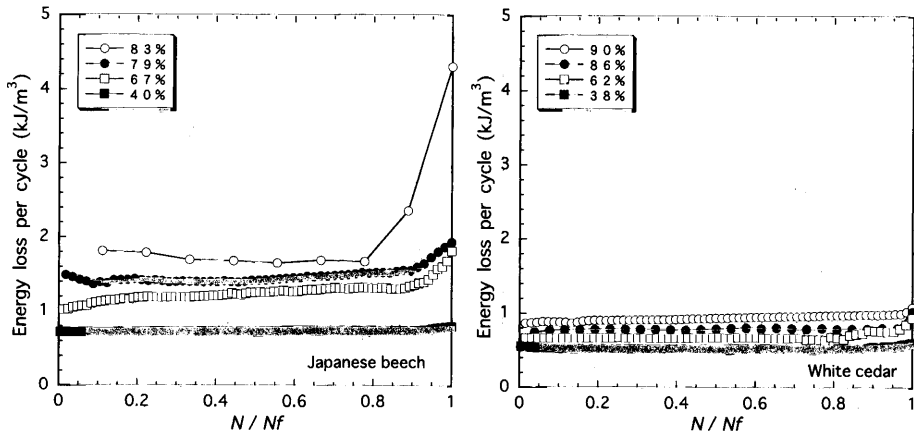 Energy loss per cycle (kJ/m³)
5
4
3
2
1
0
83%
79%
67%
40%
Japanese beech
0 0.2 0.4 0.6 0.8 1
N / Nf
Energy loss per cycle (kJ/m³)
5
4
3
2
1
0
90%
86%
62%
38%
White cedar
0 0.2 0.4 0.6 0.8 1
N / Nf